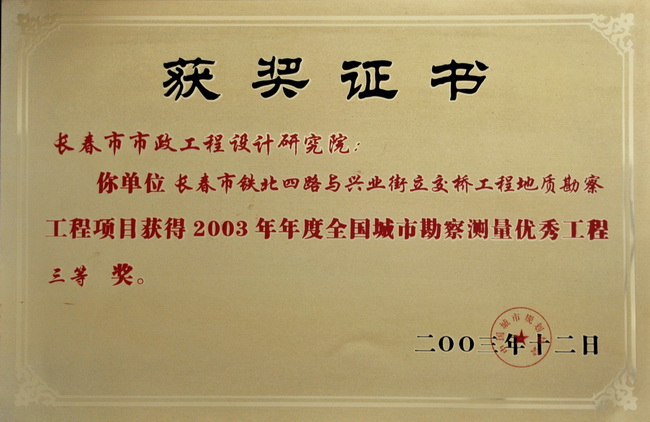 获奖证书
长春市市政工程设计研究院：
你单位 长春市铁北四路与兴业街立交桥工程地质勘察
工程项目获得 2003 年年度全国城市勘察测量优秀工程
三等 奖。
二OO三年十二日